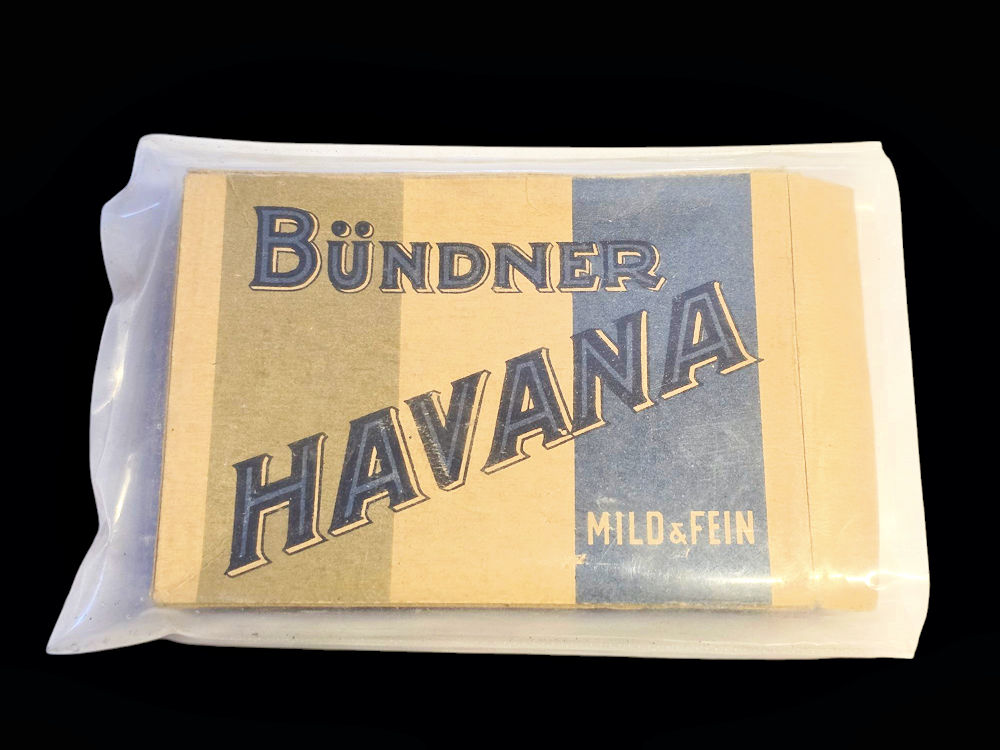 BÜNDNER
HAVANA
MILD & FEIN